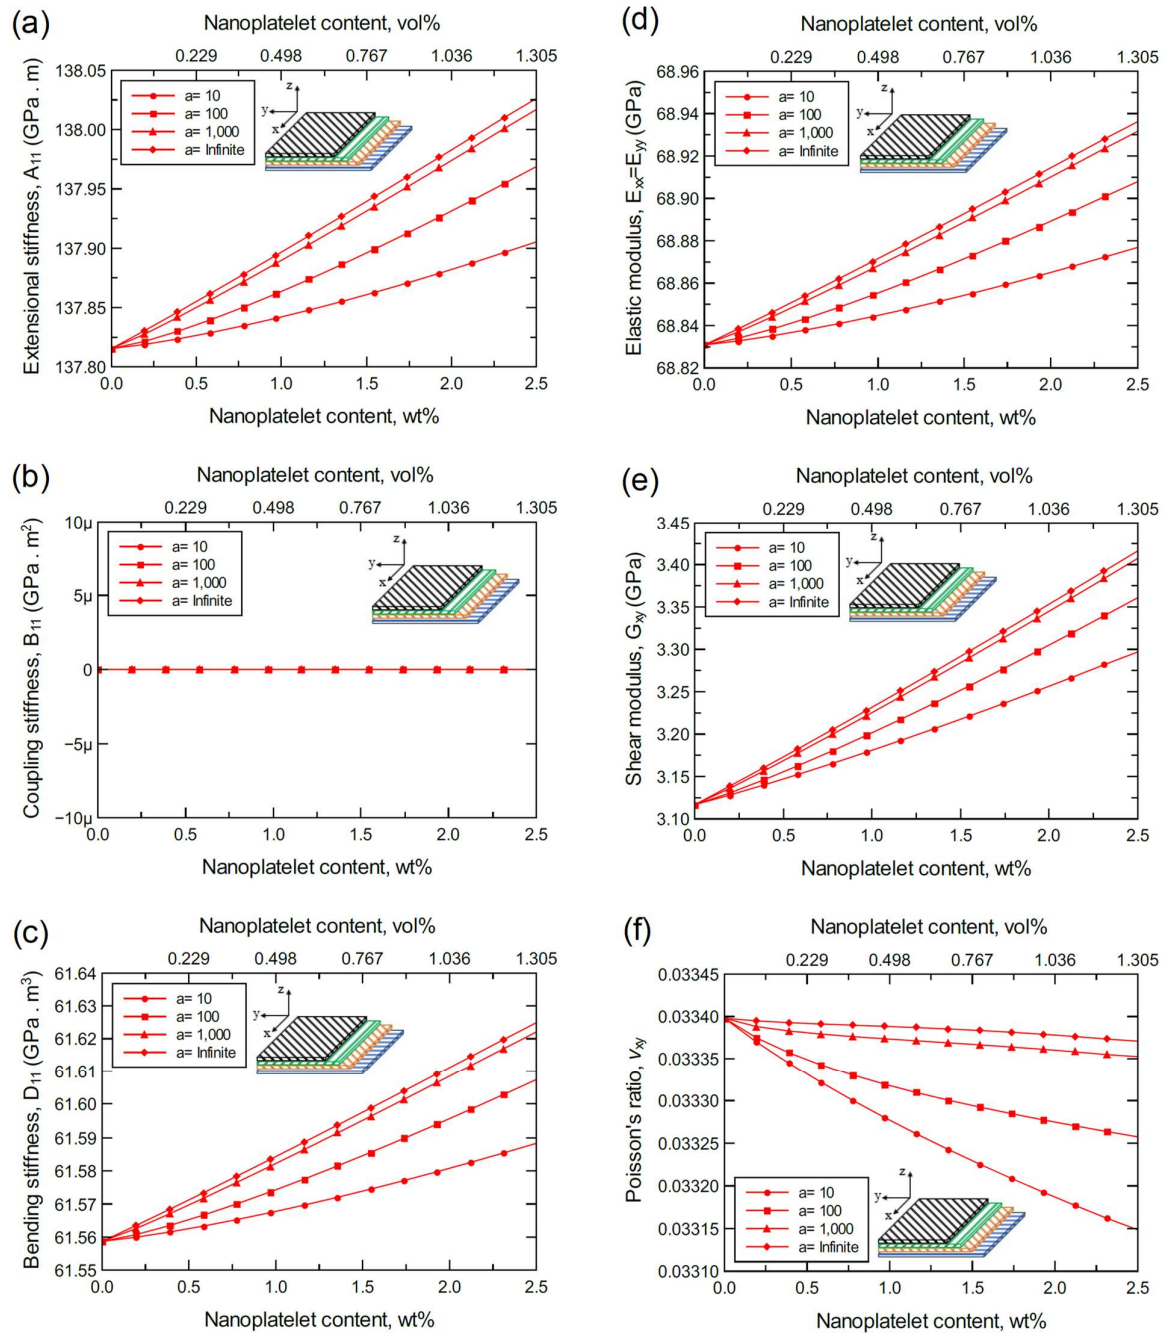 (a)
Nanoplatelet content, vol%
0.229 0.498 0.767 1.036 1.305
Extensional stiffness, A11 (GPa . m)
138.05
138.00
137.95
137.90
137.85
137.80
a= 10
a= 100
a= 1,000
a= Infinite
z
y
x
0.0 0.5 1.0 1.5 2.0 2.5
Nanoplatelet content, wt%
(b)
Nanoplatelet content, vol%
0.229 0.498 0.767 1.036 1.305
Coupling stiffness, B11 (GPa . m²)
10µ
5µ
0
−5µ
−10µ
a= 10
a= 100
a= 1,000
a= Infinite
z
y
x
0.0 0.5 1.0 1.5 2.0 2.5
Nanoplatelet content, wt%
(c)
Nanoplatelet content, vol%
0.229 0.498 0.767 1.036 1.305
Bending stiffness, D11 (GPa . m³)
61.64
61.63
61.62
61.61
61.60
61.59
61.58
61.57
61.56
61.55
a= 10
a= 100
a= 1,000
a= Infinite
z
y
x
0.0 0.5 1.0 1.5 2.0 2.5
Nanoplatelet content, wt%
(d)
Nanoplatelet content, vol%
0.229 0.498 0.767 1.036 1.305
Elastic modulus, Exx=Eyy (GPa)
68.96
68.94
68.92
68.90
68.88
68.86
68.84
68.82
a= 10
a= 100
a= 1,000
a= Infinite
z
y
x
0.0 0.5 1.0 1.5 2.0 2.5
Nanoplatelet content, wt%
(e)
Nanoplatelet content, vol%
0.229 0.498 0.767 1.036 1.305
Shear modulus, Gxy (GPa)
3.45
3.40
3.35
3.30
3.25
3.20
3.15
3.10
a= 10
a= 100
a= 1,000
a= Infinite
z
y
x
0.0 0.5 1.0 1.5 2.0 2.5
Nanoplatelet content, wt%
(f)
Nanoplatelet content, vol%
0.229 0.498 0.767 1.036 1.305
Poisson's ratio, νxy
0.03345
0.03340
0.03335
0.03330
0.03325
0.03320
0.03315
0.03310
a= 10
a= 100
a= 1,000
a= Infinite
z
y
x
0.0 0.5 1.0 1.5 2.0 2.5
Nanoplatelet content, wt%